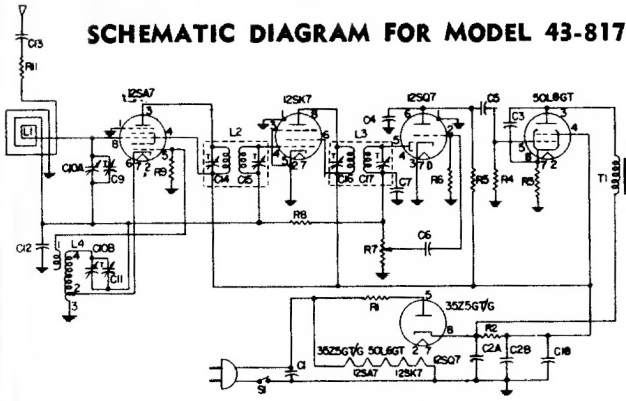 SCHEMATIC DIAGRAM FOR MODEL 43-817
C13
R11
12SA7
12SK7
12SQ7
50L6GT
L1
L2
L3
C4
C5
C3
C10A
C9
R9
C14
C15
C16
C17
C7
R6
R5
R4
R3
T1
R8
C12
L4
C10B
C11
R7
C6
R1
35Z5GT/G
R2
35Z5GT/G 50L6GT 12SQ7
12SA7 12SK7
C1
S1
C2A
C2B
C18